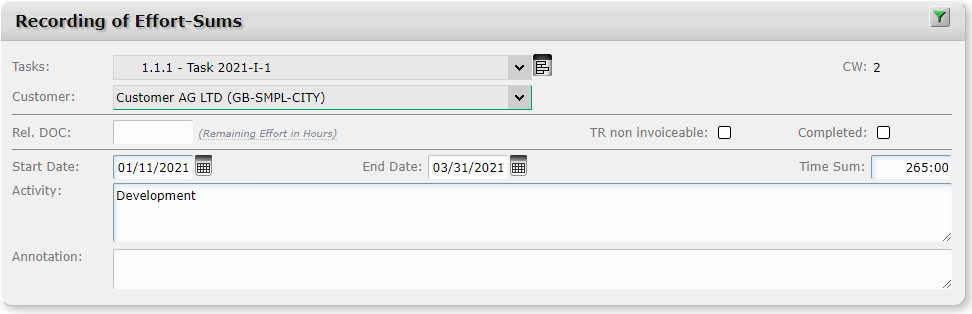 Recording of Effort-Sums
Tasks: 1.1.1 - Task 2021-I-1 CW: 2
Customer: Customer AG LTD (GB-SMPL-CITY)
Rel. DOC: (Remaining Effort in Hours) TR non invoiceable: Completed:
Start Date: 01/11/2021 End Date: 03/31/2021 Time Sum: 265:00
Activity: Development
Annotation: